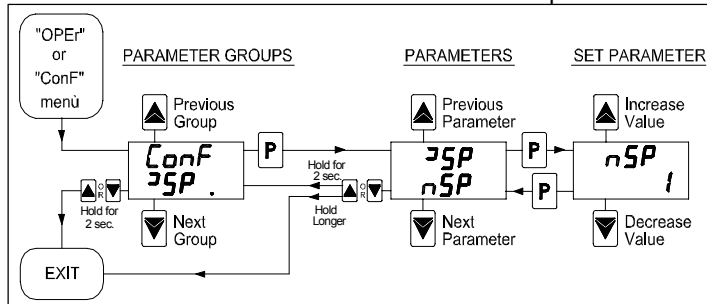 "OPEr"
or
"ConF"
menù
PARAMETER GROUPS
PARAMETERS
SET PARAMETER
Previous
Group
Previous
Parameter
Increase
Value
ConF
P
Hold for
2 sec.
OR
Hold
Longer
OR
Hold for
2 sec.
Next
Group
nSP
P
P
Next
Parameter
nSP
1
Decrease
Value
EXIT